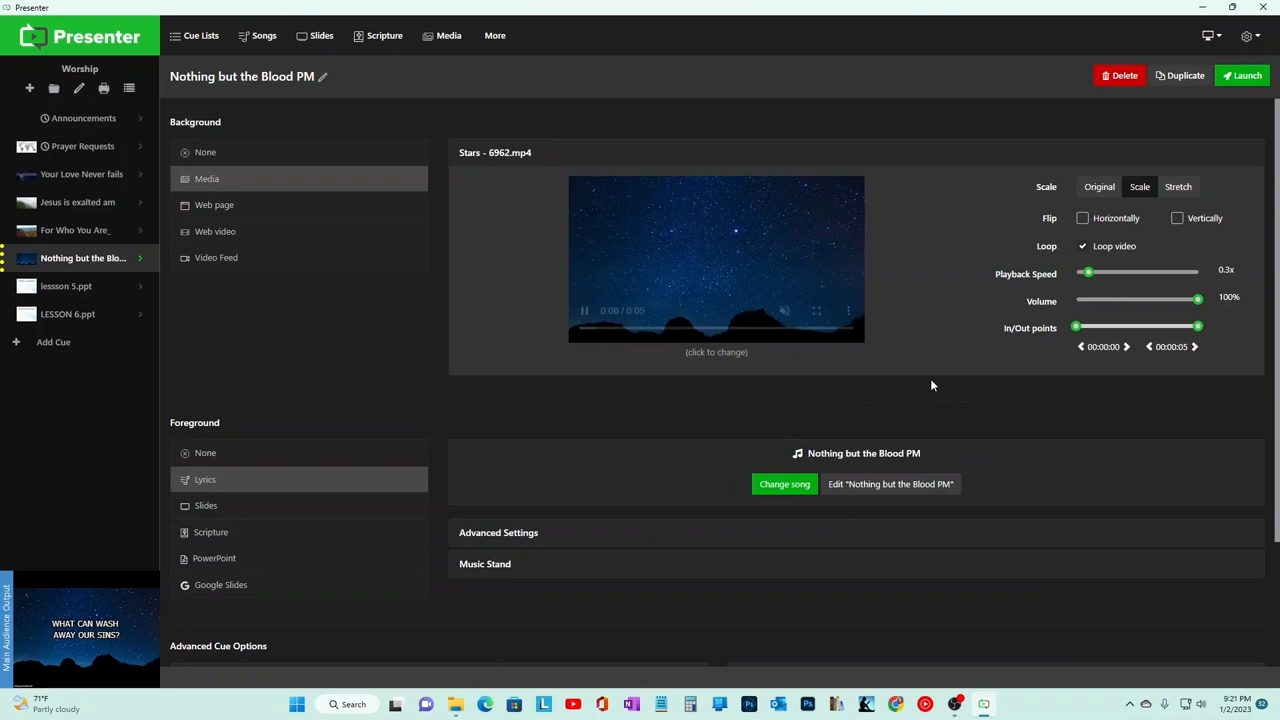 Presenter
Presenter
Cue Lists
Songs
Slides
Scripture
Media
More
Worship
Announcements
Prayer Requests
Your Love Never fails
Jesus is exalted am
For Who You Are_
Nothing but the Blo...
lessson 5.ppt
LESSON 6.ppt
Add Cue
Nothing but the Blood PM
Delete
Duplicate
Launch
Background
None
Media
Web page
Web video
Video Feed
Stars - 6962.mp4
0:00 / 0:05
(click to change)
Scale
Original
Scale
Stretch
Flip
Horizontally
Vertically
Loop
Loop video
Playback Speed
0.3x
Volume
100%
In/Out points
00:00:00
00:00:05
Foreground
None
Lyrics
Slides
Scripture
PowerPoint
Google Slides
Nothing but the Blood PM
Change song
Edit "Nothing but the Blood PM"
Advanced Settings
Music Stand
Advanced Cue Options
Main Audience Output
WHAT CAN WASH
AWAY OUR SINS?
71°F
Partly cloudy
Search
9:21 PM
1/2/2023